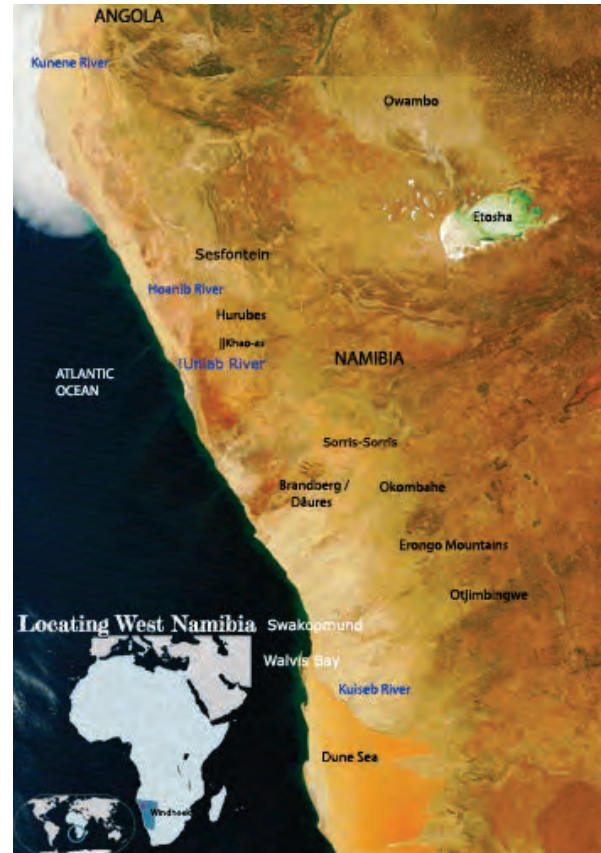 ANGOLA
Kunene River
Owambo
Etosha
Sesfontein
Hoanib River
Hurubes
||Khao-as
!Uniab River
NAMIBIA
ATLANTIC
OCEAN
Sorris-Sorris
Brandberg /
Dâures
Okombahe
Erongo Mountains
Otjimbingwe
Locating West Namibia
Swakopmund
Walvis Bay
Kuiseb River
Dune Sea
Windhoek